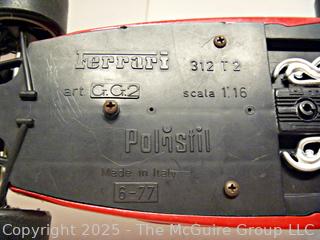 Ferrari 312 T2
art G.G.2 scala 1:16
Polistil
Made in Italy
6-77
Copyright 2025 - The McGuire Group LLC